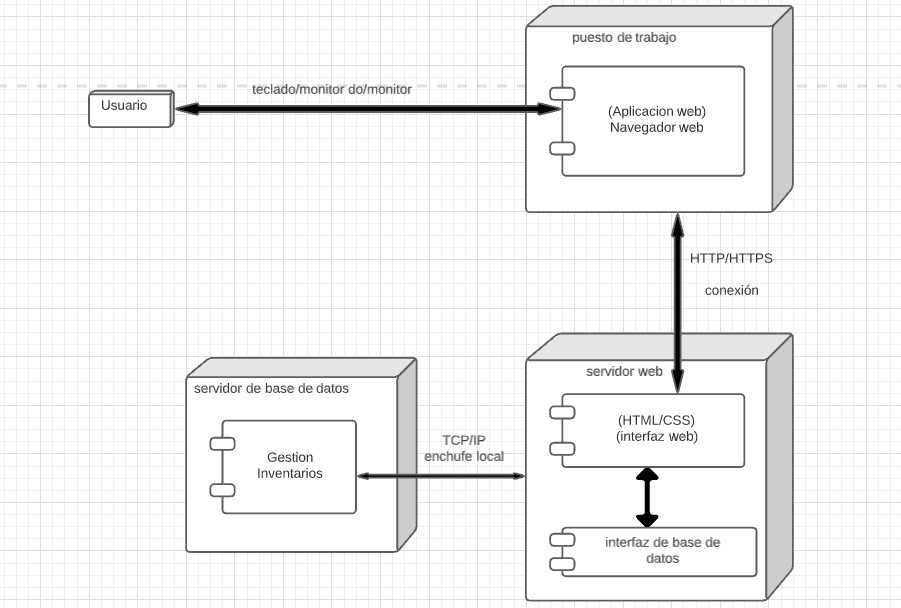 puesto de trabajo
teclado/monitor do/monitor
Usuario
(Aplicacion web)
Navegador web
HTTP/HTTPS
conexión
servidor web
servidor de base de datos
(HTML/CSS)
(interfaz web)
TCP/IP
enchufe local
Gestion
Inventarios
interfaz de base de
datos